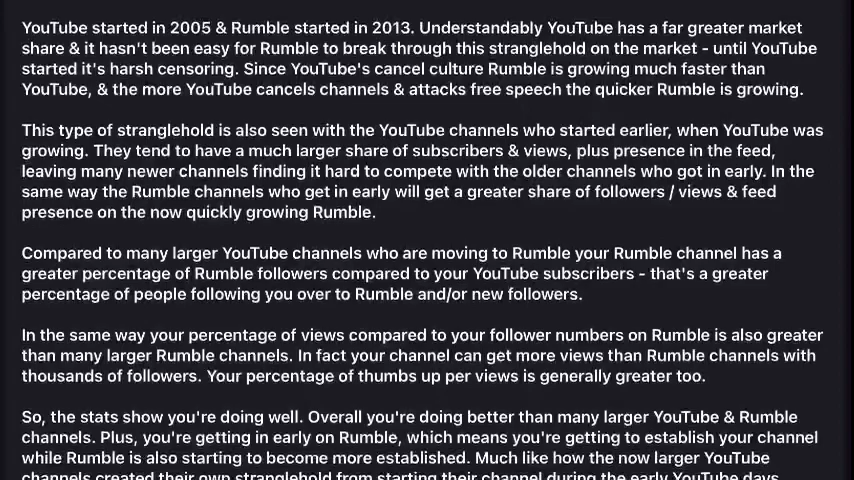 YouTube started in 2005 & Rumble started in 2013. Understandably YouTube has a far greater market
share & it hasn't been easy for Rumble to break through this stranglehold on the market - until YouTube
started it's harsh censoring. Since YouTube's cancel culture Rumble is growing much faster than
YouTube, & the more YouTube cancels channels & attacks free speech the quicker Rumble is growing.
This type of stranglehold is also seen with the YouTube channels who started earlier, when YouTube was
growing. They tend to have a much larger share of subscribers & views, plus presence in the feed,
leaving many newer channels finding it hard to compete with the older channels who got in early. In the
same way the Rumble channels who get in early will get a greater share of followers / views & feed
presence on the now quickly growing Rumble.
Compared to many larger YouTube channels who are moving to Rumble your Rumble channel has a
greater percentage of Rumble followers compared to your YouTube subscribers - that's a greater
percentage of people following you over to Rumble and/or new followers.
In the same way your percentage of views compared to your follower numbers on Rumble is also greater
than many larger Rumble channels. In fact your channel can get more views than Rumble channels with
thousands of followers. Your percentage of thumbs up per views is generally greater too.
So, the stats show you're doing well. Overall you're doing better than many larger YouTube & Rumble
channels. Plus, you're getting in early on Rumble, which means you're getting to establish your channel
while Rumble is also starting to become more established. Much like how the now larger YouTube
channels created their own stranglehold from starting their channel during the early YouTube days